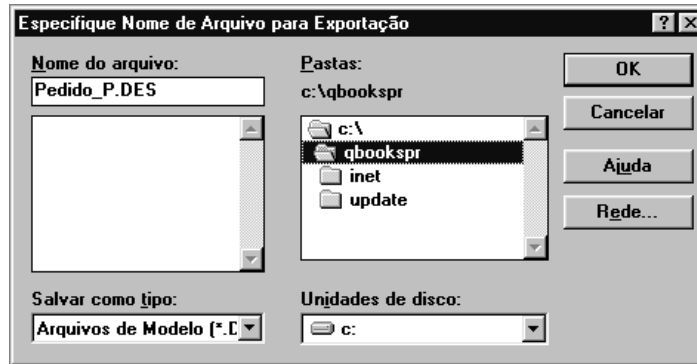 Especifique Nome de Arquivo para Exportação
Nome do arquivo:
Pedido_P.DES
Pastas:
c:\qbookspr
c:\
qbookspr
inet
update
OK
Cancelar
Ajuda
Rede...
Salvar como tipo:
Arquivos de Modelo (*.D
Unidades de disco:
c: